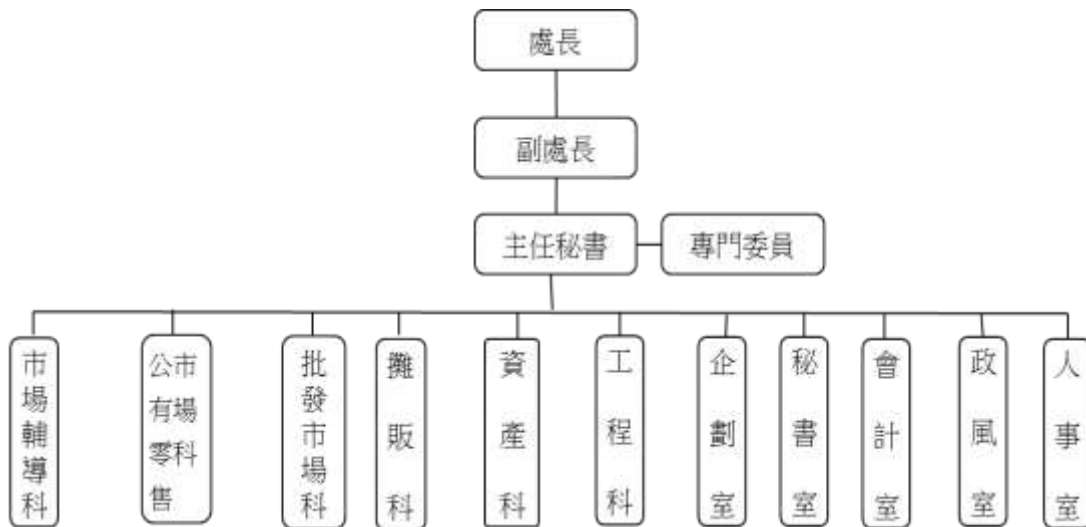 處長
副處長
主任秘書
專門委員
市場輔導科
公有零售
市場科
批發市場科
攤販科
資產科
工程科
企劃室
秘書室
會計室
政風室
人事室